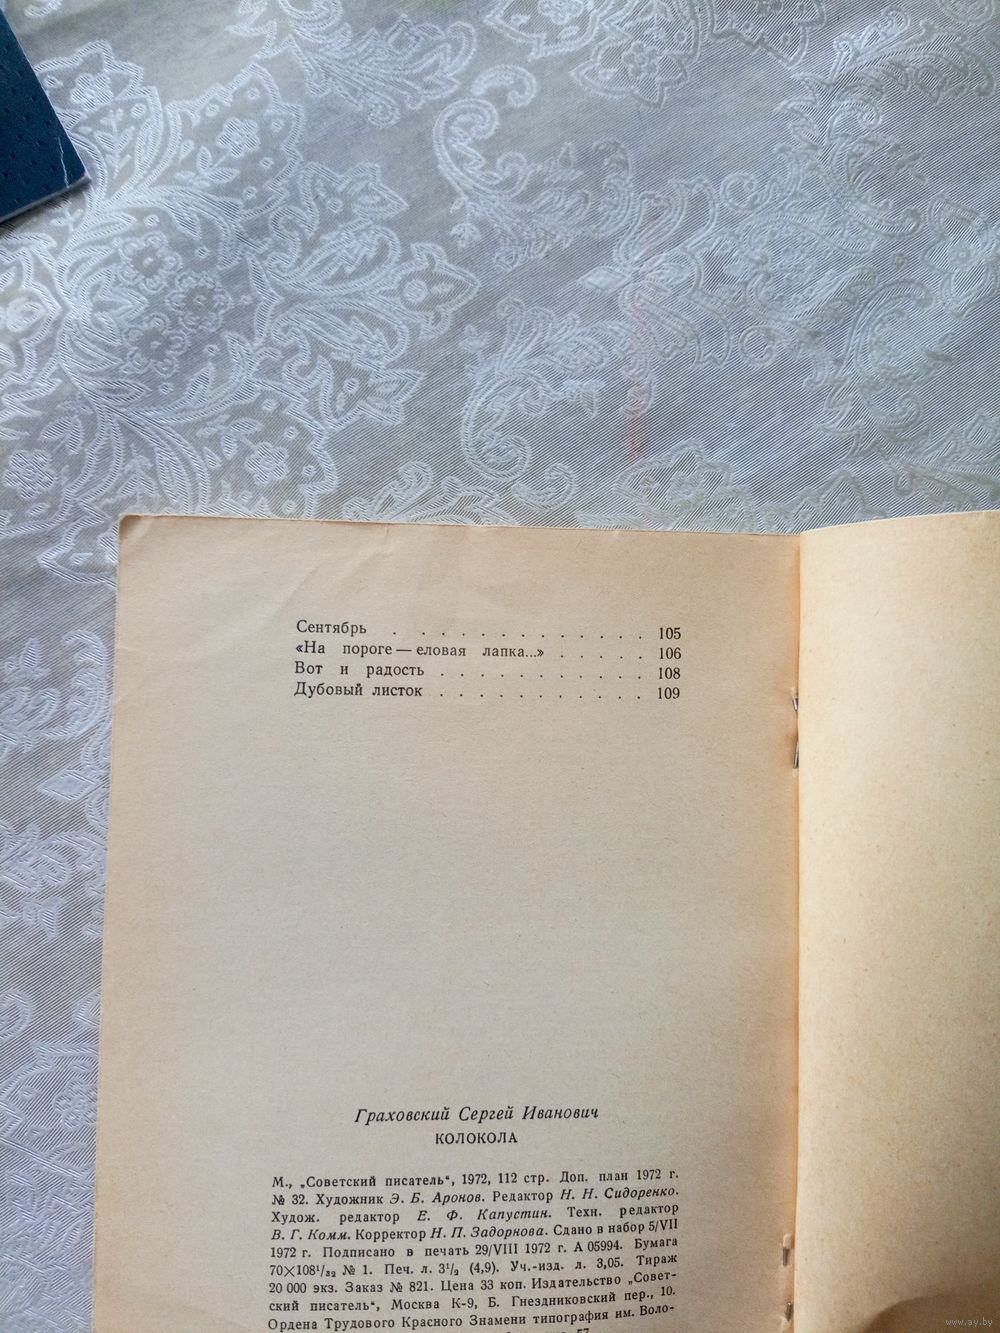 Сентябрь . . . . . . . . . . . . . 105
«На пороге — еловая лапка...» . . . . . 106
Вот и радость . . . . . . . . . . . 108
Дубовый листок . . . . . . . . . . . 109
Граховский Сергей Иванович
КОЛОКОЛА
М., „Советский писатель“, 1972, 112 стр. Доп. план 1972 г.
№ 32. Художник Э. Б. Аронов. Редактор Н. Н. Сидоренко.
Худож. редактор Е. Ф. Капустин. Техн. редактор
В. Г. Комм. Корректор Н. П. Задорнова. Сдано в набор 5/VII
1972 г. Подписано в печать 29/VIII 1972 г. А 05994. Бумага
70×108¹/₃₂ № 1. Печ. л. 3¹/₂ (4,9). Уч.-изд. л. 3,05. Тираж
20 000 экз. Заказ № 821. Цена 33 коп. Издательство „Совет-
ский писатель“, Москва К-9, Б. Гнездниковский пер., 10.
Ордена Трудового Красного Знамени типография им. Воло-
57
www.ay.by